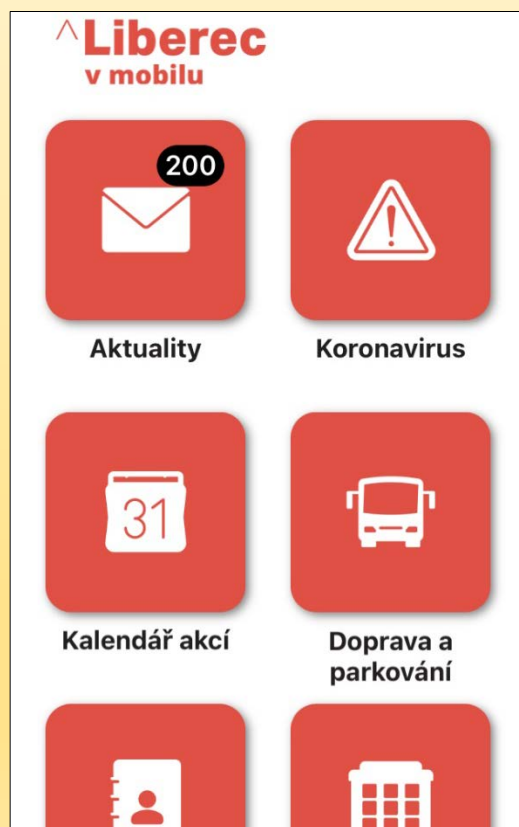 ^Liberec
v mobilu
200
Aktuality
Koronavirus
31
Kalendář akcí
Doprava a
parkování